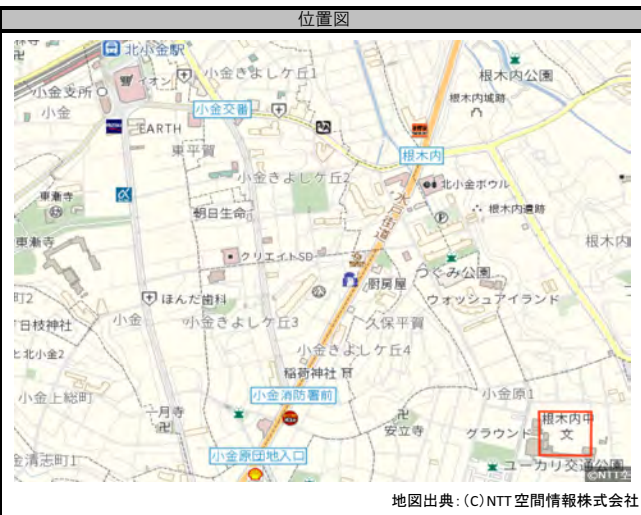 位置図
北小金駅
小金きよしケ丘1
イオン
小金支所
小金
小金交番
根木内公園
根木内城跡
EARTH
東平賀
根木内
小金きよしケ丘2
北小金ボウル
水戸街道
根木内遺跡
東漸寺
朝日生命
東漸寺
根木内
クリエイトSD
つぐみ公園
厨房屋
ウォッシュアイランド
町2
ほんだ歯科
日枝神社
小金
小金きよしケ丘3
久保平賀
北小金2
小金きよしケ丘4
稲荷神社
小金上総町
小金消防署前
小金原1
一月寺
安立寺
グラウンド
根木内中
文
小金原団地入口
金清志町1
ユーカリ交通公園
©NTT空
地図出典:(C)NTT空間情報株式会社